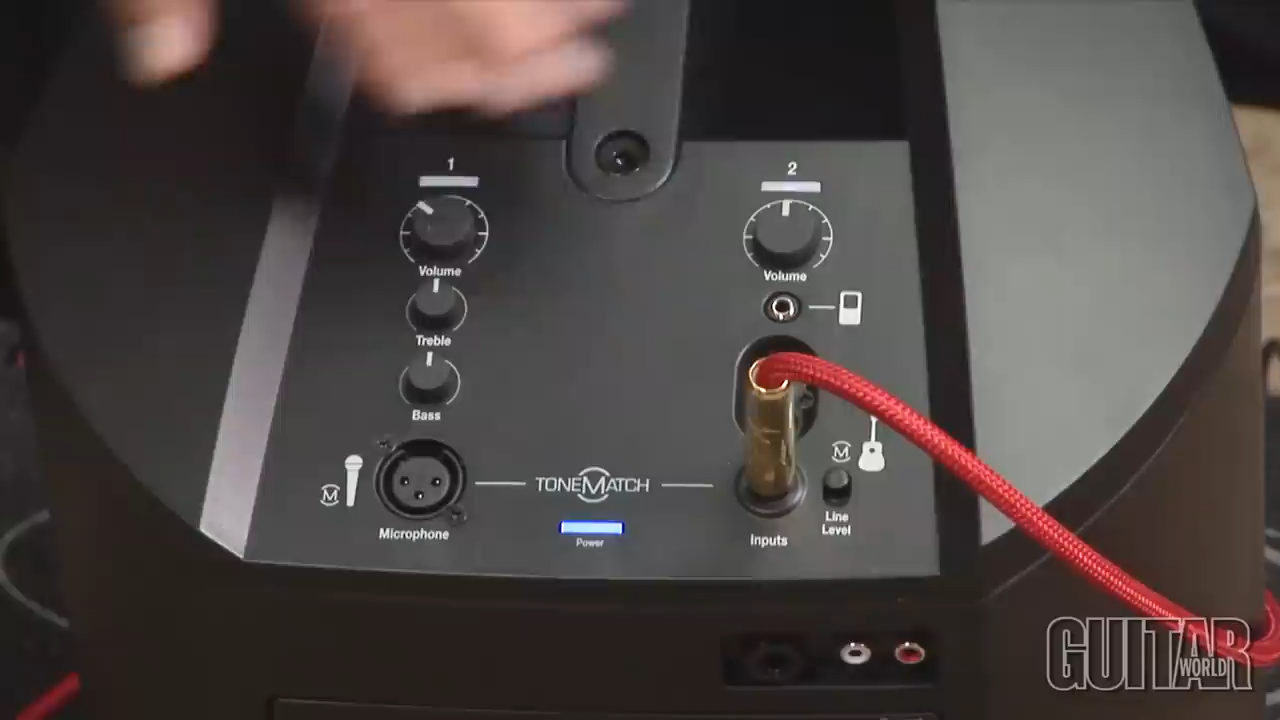 1
2
Volume
Volume
Treble
Bass
M
M
TONEMATCH
Line
Level
Microphone
Power
Inputs
GUITAR
WORLD